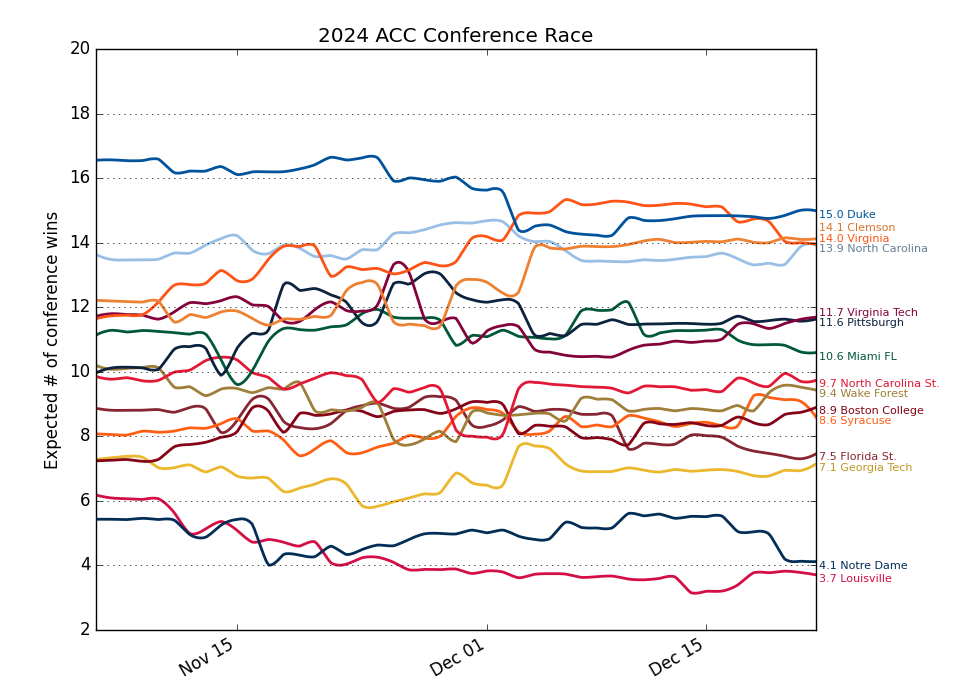 2024 ACC Conference Race
Expected # of conference wins
20
18
16
14
12
10
8
6
4
2
Nov 15
Dec 01
Dec 15
15.0 Duke
14.1 Clemson
14.0 Virginia
13.9 North Carolina
11.7 Virginia Tech
11.6 Pittsburgh
10.6 Miami FL
9.7 North Carolina St.
9.4 Wake Forest
8.9 Boston College
8.6 Syracuse
7.5 Florida St.
7.1 Georgia Tech
4.1 Notre Dame
3.7 Louisville